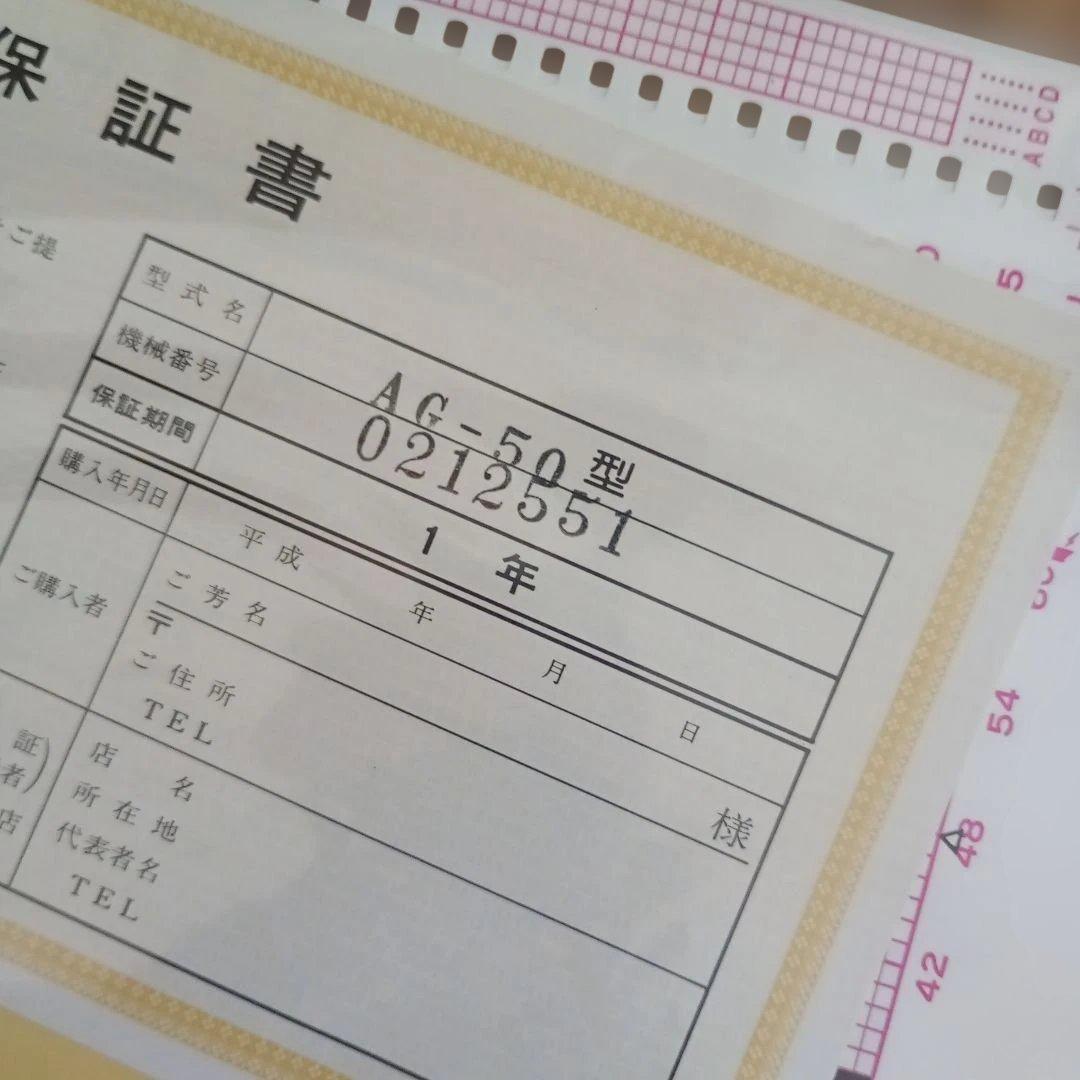 保証書
ご提
型式名 AG-50型
機械番号 0212551
保証期間 1年
購入年月日 平成 年 月 日
ご購入者 ご芳名
様
〒
ご住所
TEL
証
者)
店
店名
所在地
代表者名
TEL
ABCD
5
54
48
42